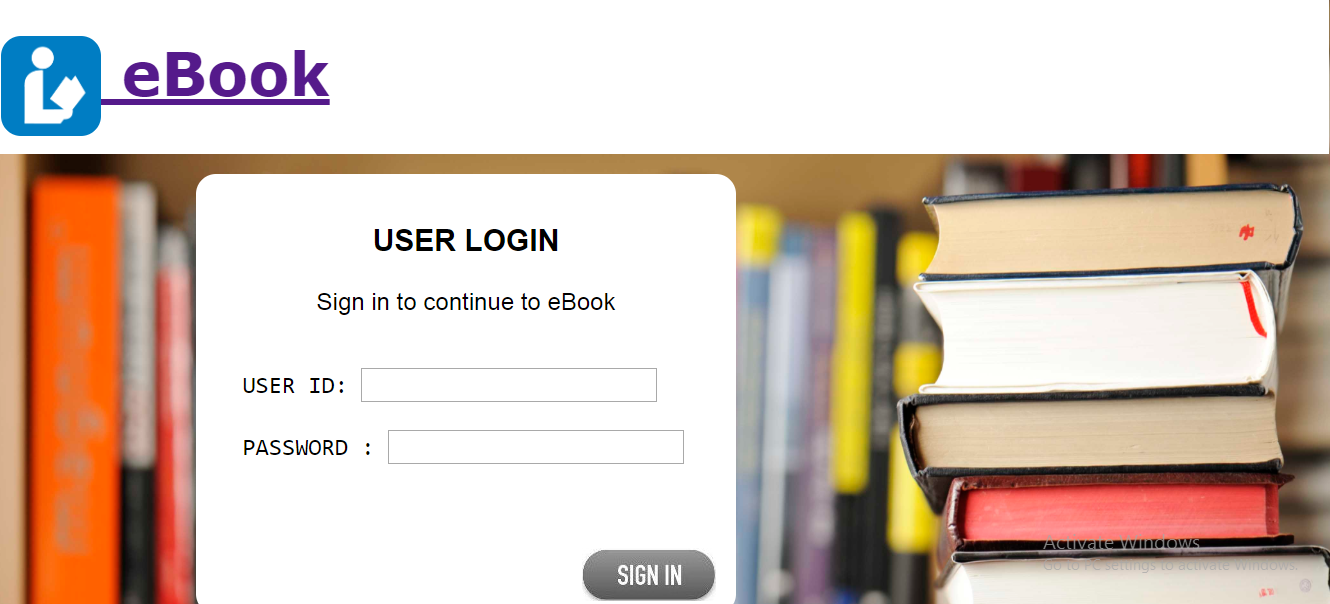 eBook
USER LOGIN
Sign in to continue to eBook
USER ID:
PASSWORD :
SIGN IN
Activate Windows
Go to PC settings to activate Windows.